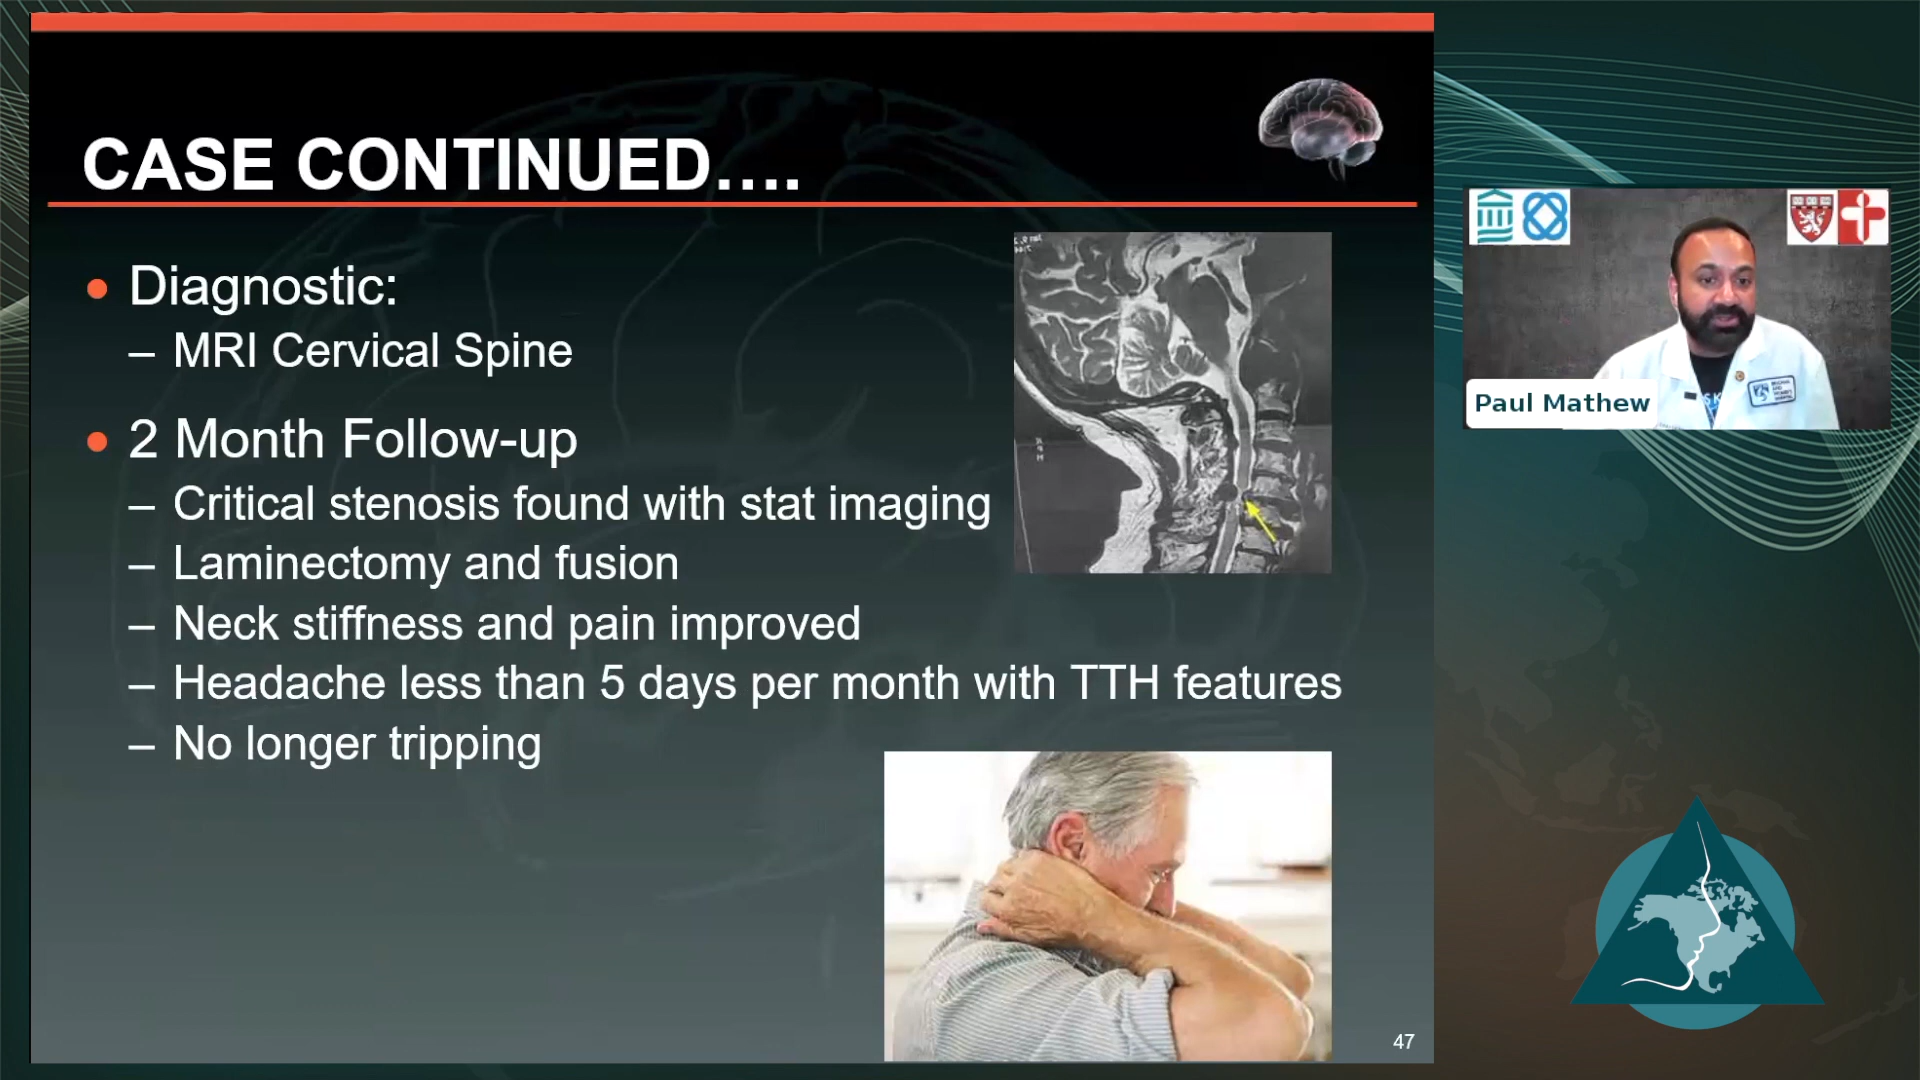 CASE CONTINUED....
• Diagnostic:
– MRI Cervical Spine
• 2 Month Follow-up
– Critical stenosis found with stat imaging
– Laminectomy and fusion
– Neck stiffness and pain improved
– Headache less than 5 days per month with TTH features
– No longer tripping
47
Paul Mathew